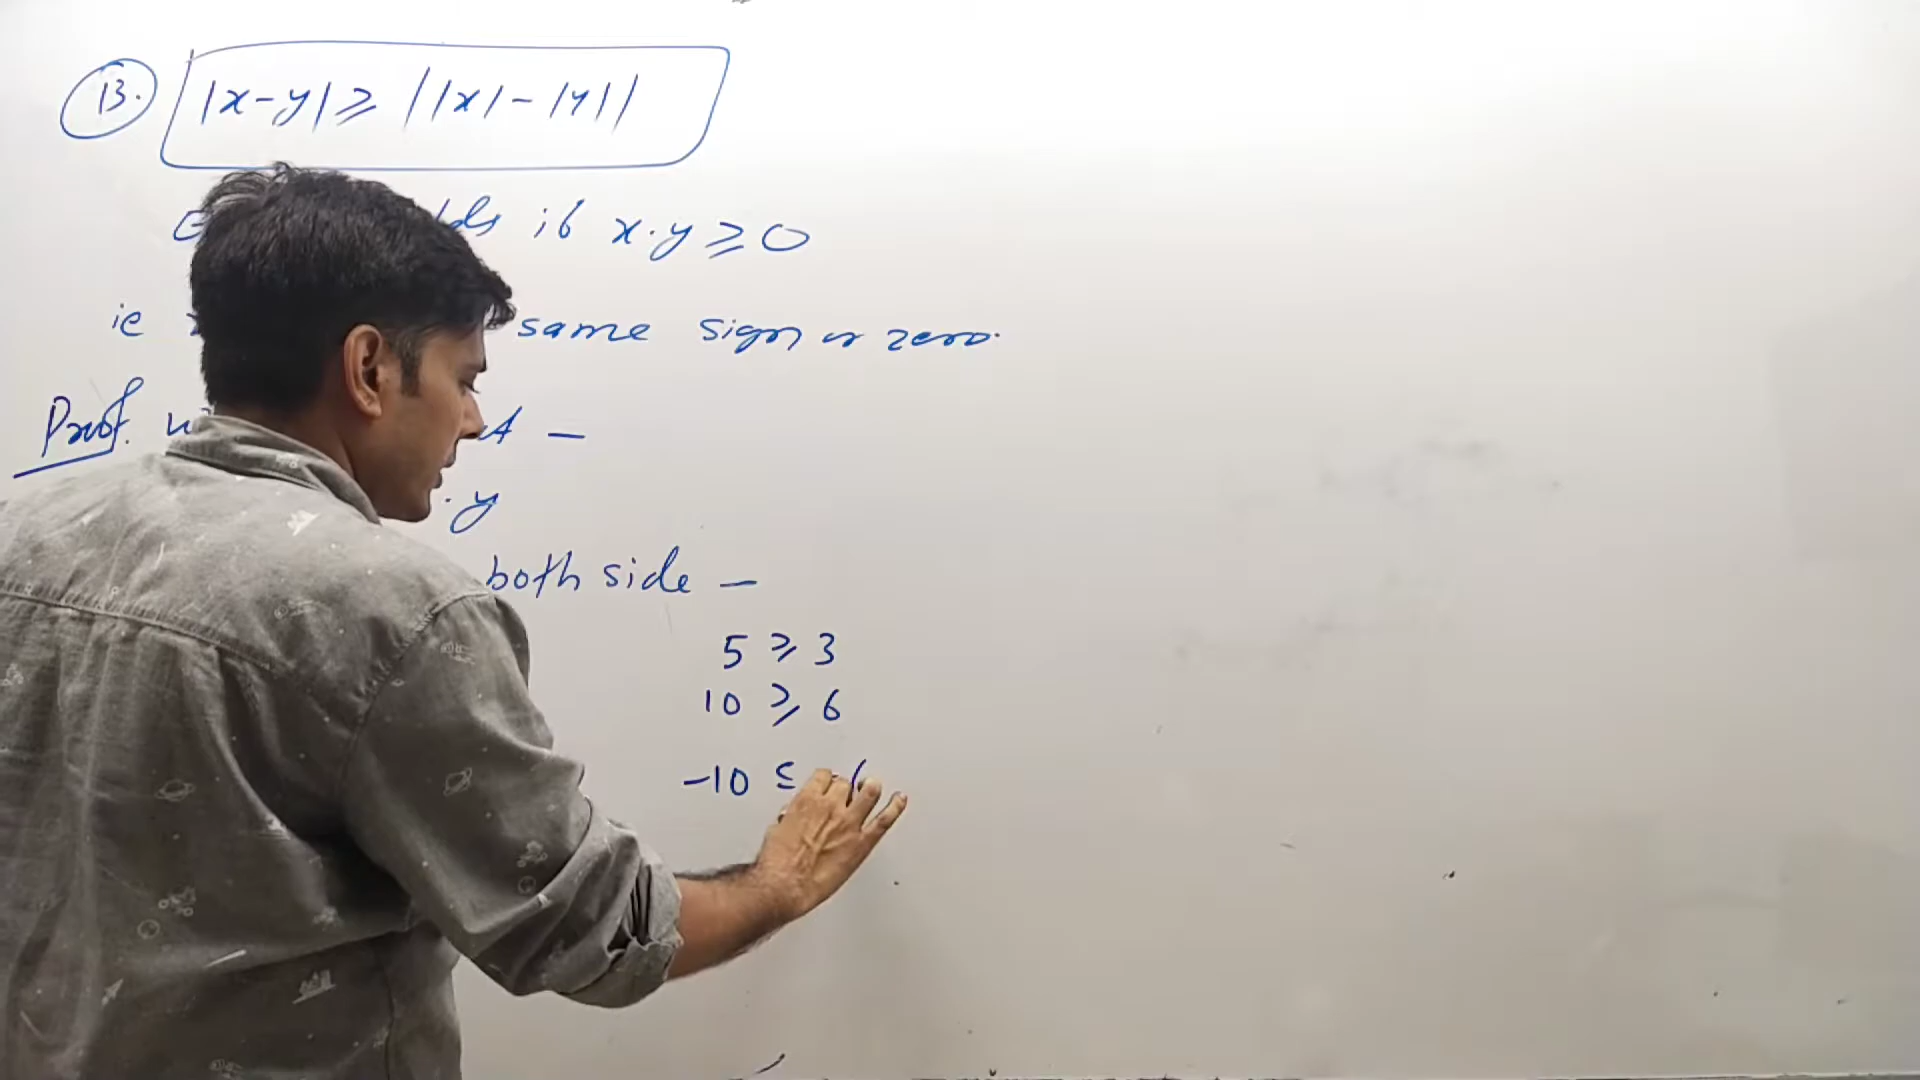 13. |x-y| ⩾ ||x| - |y||
if x.y ⩾ 0
ie same sign or zero.
Proof. –
. y
both side –
5 ⩾ 3
10 ⩾ 6
-10 ≤